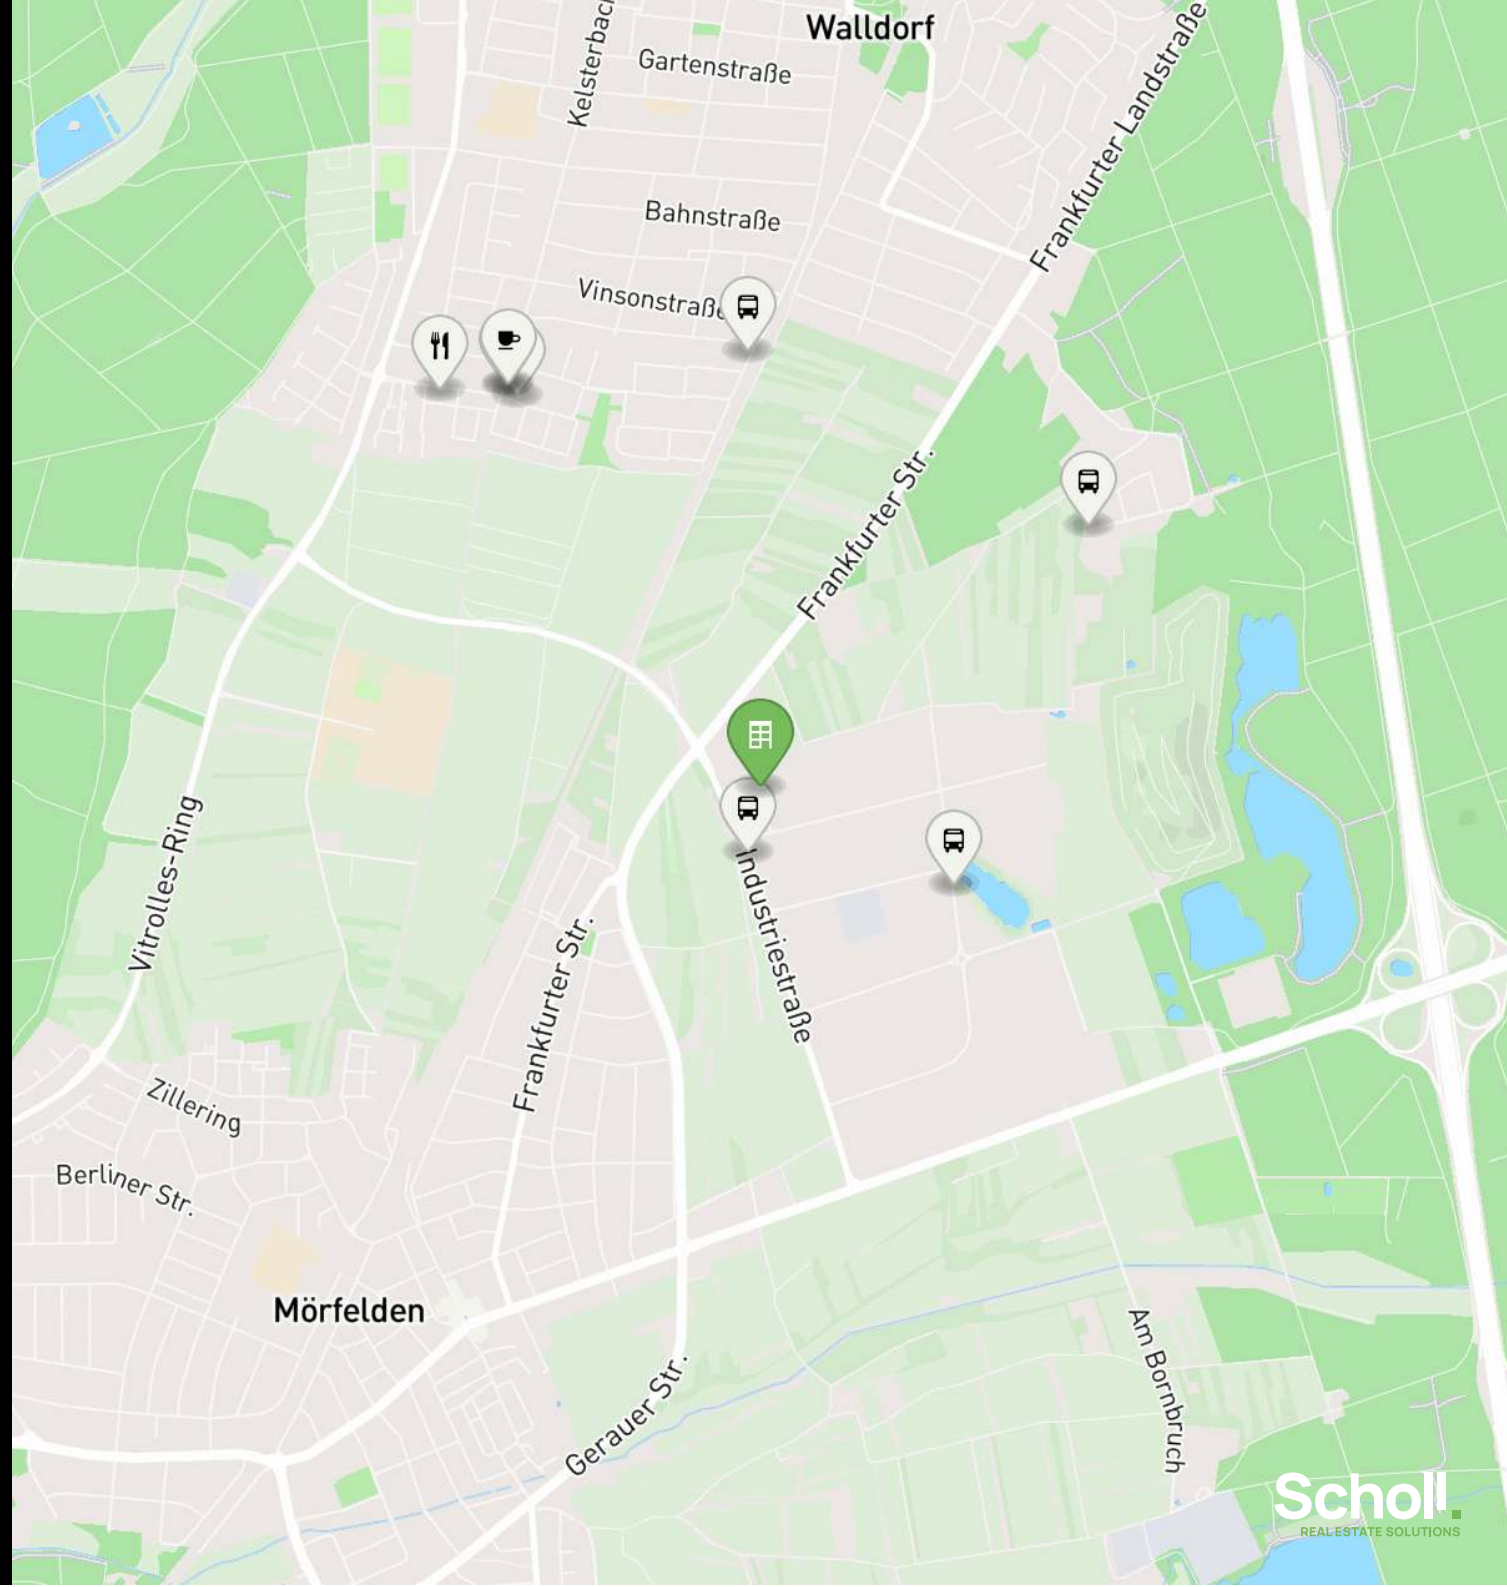 Walldorf
Gartenstraße
Frankfurter Landstraße
Bahnstraße
Vinsonstraße
Frankfurter Str.
Vitrolles-Ring
Industriestraße
Frankfurter Str.
Zillering
Berliner Str.
Mörfelden
Am Bornbruch
Gerauer Str.
Scholl.
REAL ESTATE SOLUTIONS